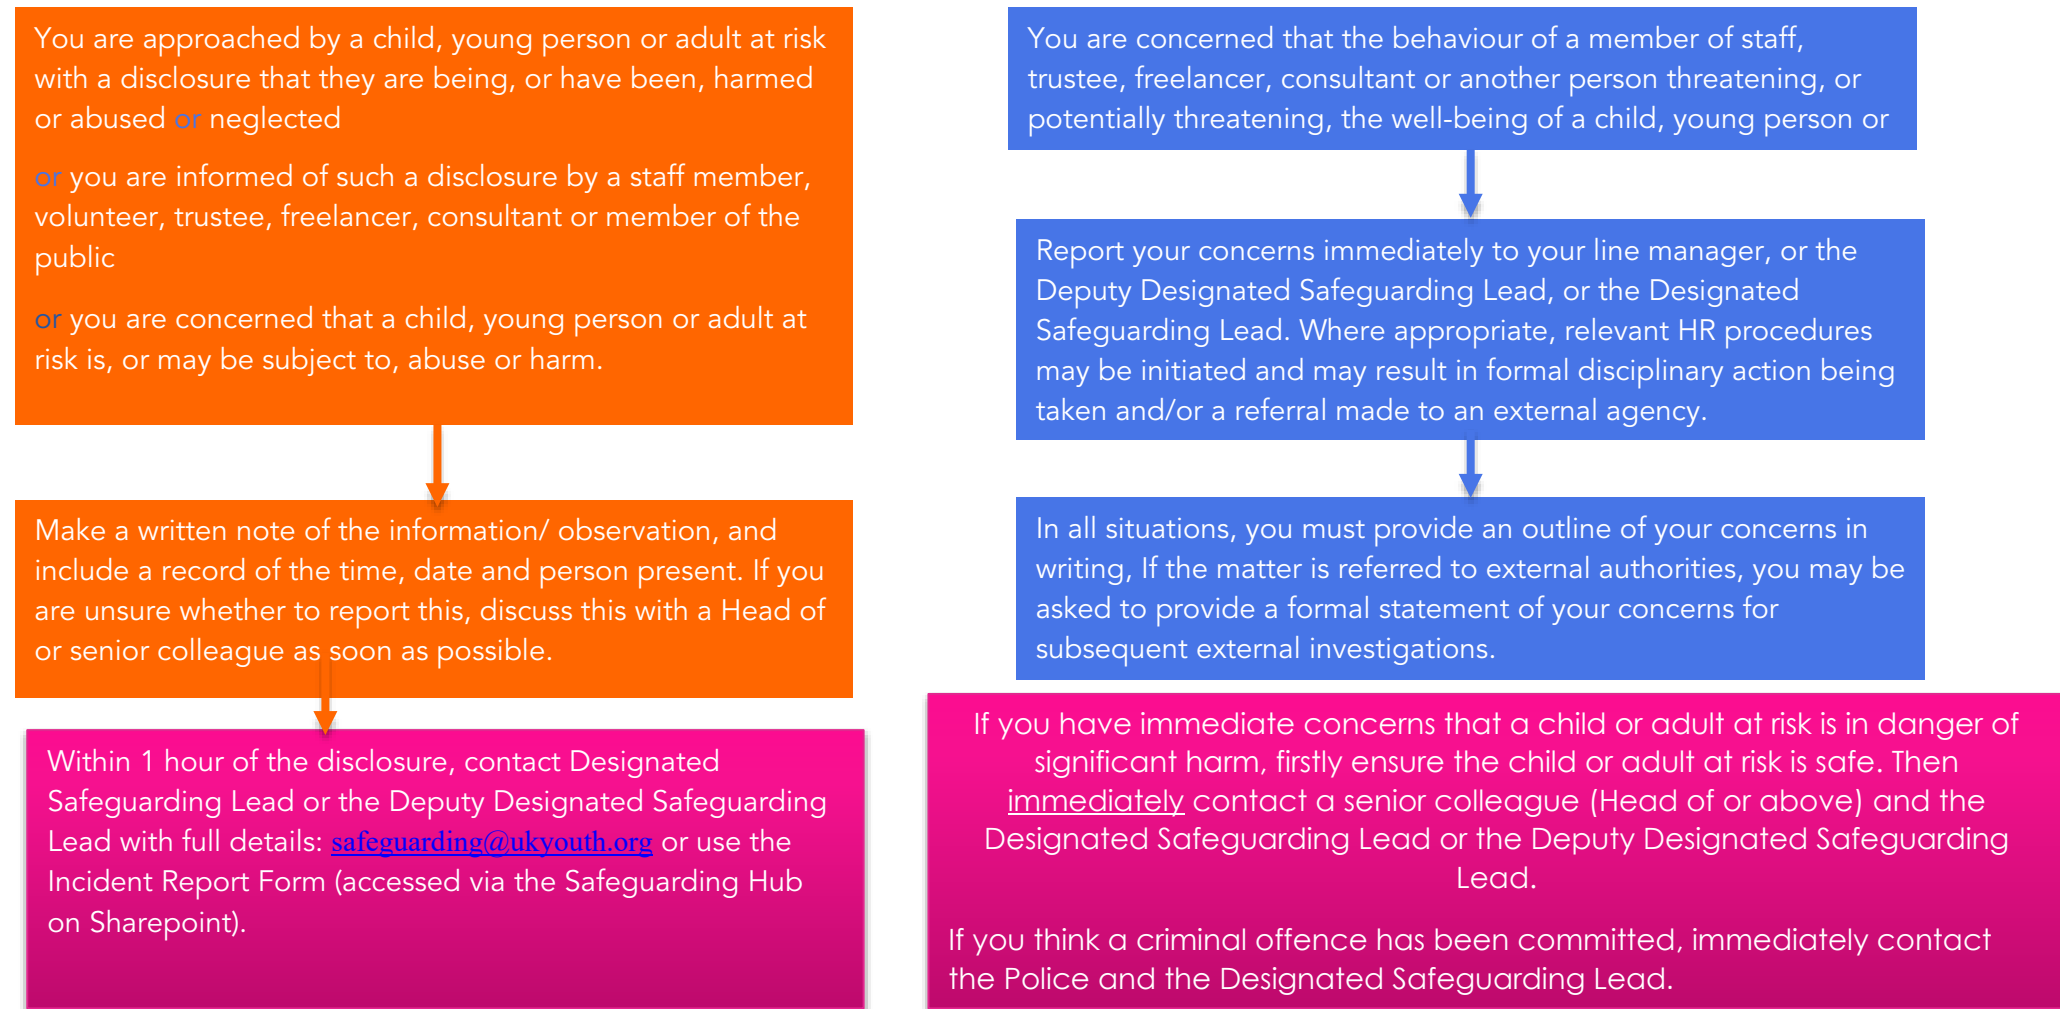 You are approached by a child, young person or adult at risk
with a disclosure that they are being, or have been, harmed
or abused or neglected
or you are informed of such a disclosure by a staff member,
volunteer, trustee, freelancer, consultant or member of the
public
or you are concerned that a child, young person or adult at
risk is, or may be subject to, abuse or harm.
Make a written note of the information/ observation, and
include a record of the time, date and person present. If you
are unsure whether to report this, discuss this with a Head of
or senior colleague as soon as possible.
Within 1 hour of the disclosure, contact Designated
Safeguarding Lead or the Deputy Designated Safeguarding
Lead with full details: safeguarding@ukyouth.org or use the
Incident Report Form (accessed via the Safeguarding Hub
on Sharepoint).
You are concerned that the behaviour of a member of staff,
trustee, freelancer, consultant or another person threatening, or
potentially threatening, the well-being of a child, young person or
Report your concerns immediately to your line manager, or the
Deputy Designated Safeguarding Lead, or the Designated
Safeguarding Lead. Where appropriate, relevant HR procedures
may be initiated and may result in formal disciplinary action being
taken and/or a referral made to an external agency.
In all situations, you must provide an outline of your concerns in
writing, If the matter is referred to external authorities, you may be
asked to provide a formal statement of your concerns for
subsequent external investigations.
If you have immediate concerns that a child or adult at risk is in danger of
significant harm, firstly ensure the child or adult at risk is safe. Then
immediately contact a senior colleague (Head of or above) and the
Designated Safeguarding Lead or the Deputy Designated Safeguarding
Lead.
If you think a criminal offence has been committed, immediately contact
the Police and the Designated Safeguarding Lead.